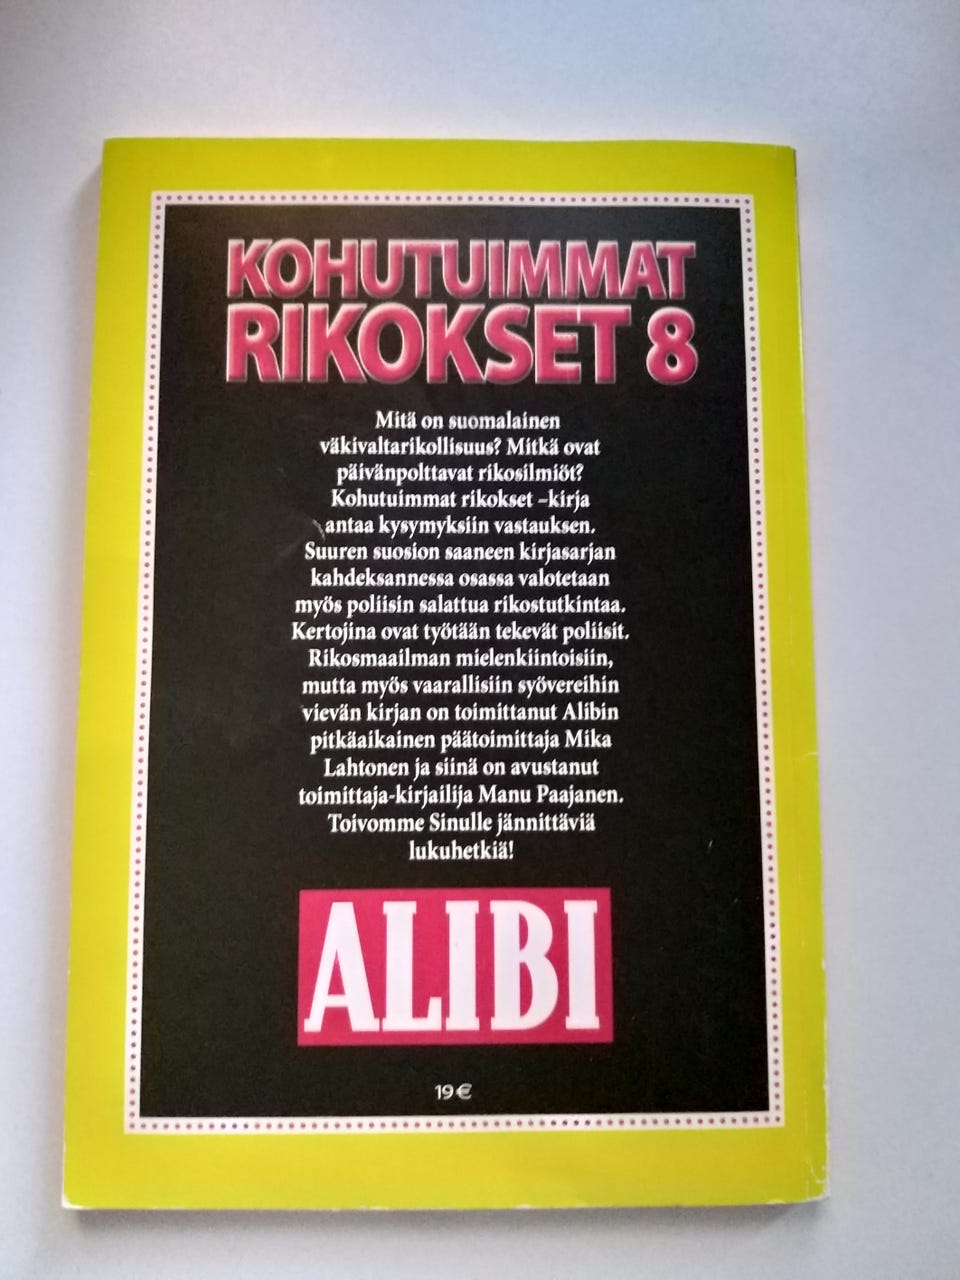 KOHUTUIMMAT
RIKOKSET 8
Mitä on suomalainen
väkivaltarikollisuus? Mitkä ovat
päivänpolttavat rikosilmiöt?
Kohutuimmat rikokset –kirja
antaa kysymyksiin vastauksen.
Suuren suosion saaneen kirjasarjan
kahdeksannessa osassa valotetaan
myös poliisin salattua rikostutkintaa.
Kertojina ovat työtään tekevät poliisit.
Rikosmaailman mielenkiintoisiin,
mutta myös vaarallisiin syövereihin
vievän kirjan on toimittanut Alibin
pitkäaikainen päätoimittaja Mika
Lahtonen ja siinä on avustanut
toimittaja-kirjailija Manu Paajanen.
Toivomme Sinulle jännittäviä
lukuhetkiä!
ALIBI
19 €